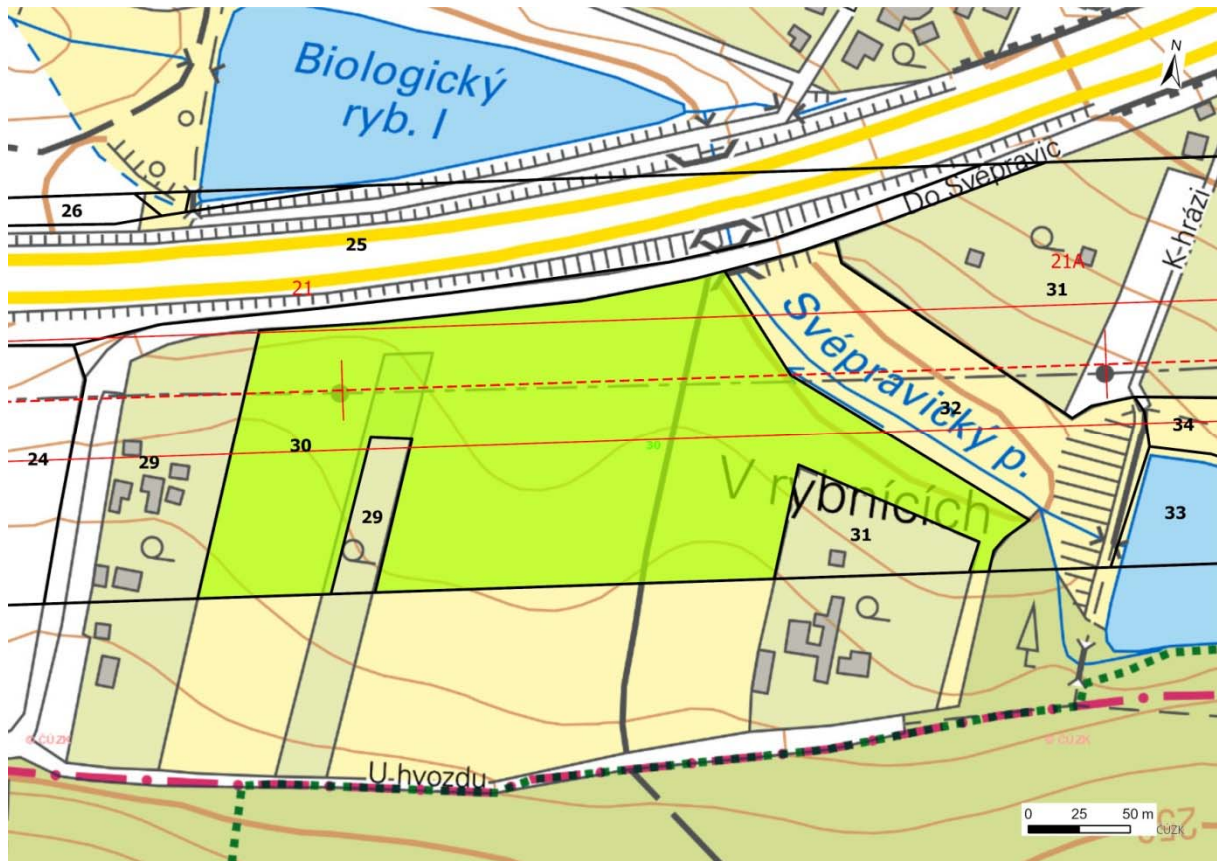 Biologický
ryb. I
N
Do Svépravic
K hrázi
26
25
21
21A
31
Svépravický p.
32
34
24
29
30
30
29
V rybnících
31
33
© ČÚZK
© ČÚZK
U hvozdu
0 25 50 m
ČÚZK
250